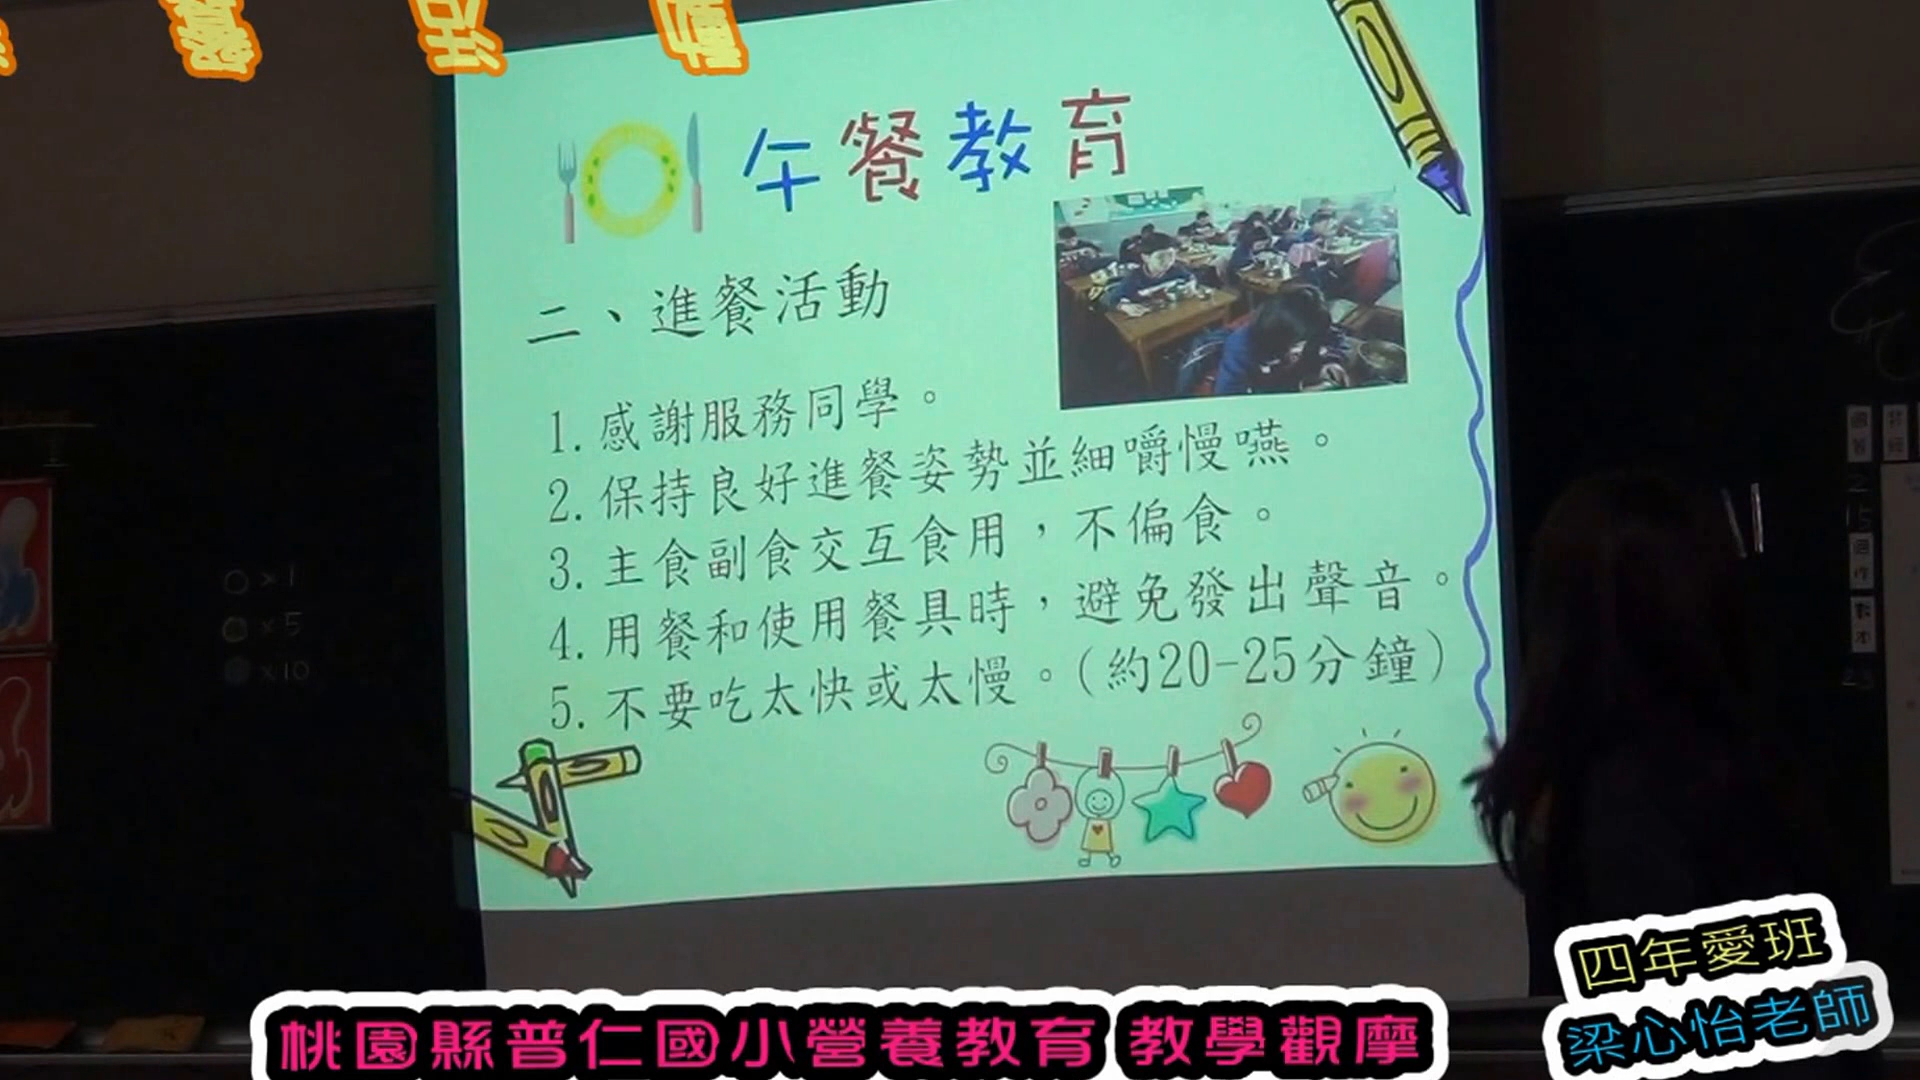 活動
午餐教育
二、進餐活動
1. 感謝服務同學。
2. 保持良好進餐姿勢並細嚼慢嚥。
3. 主食副食交互食用，不偏食。
4. 用餐和使用餐具時，避免發出聲音。
5. 不要吃太快或太慢。(約20-25分鐘)
×1
×5
×10
四年愛班
梁心怡老師
桃園縣普仁國小營養教育 教學觀摩